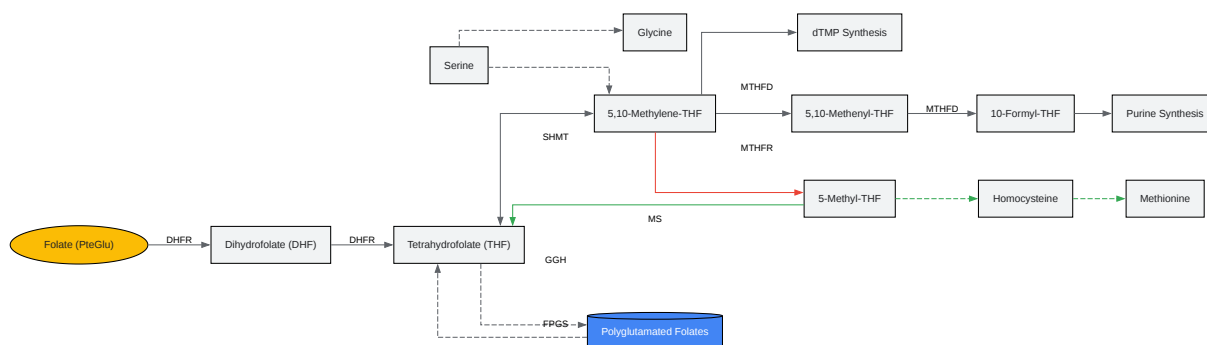 Glycine
dTMP Synthesis
Serine
MTHFD
5,10-Methylene-THF
5,10-Methenyl-THF
MTHFD
10-Formyl-THF
Purine Synthesis
SHMT
MTHFR
5-Methyl-THF
Homocysteine
Methionine
MS
Folate (PteGlu)
DHFR
Dihydrofolate (DHF)
DHFR
Tetrahydrofolate (THF)
GGH
FPGS
Polyglutamated Folates